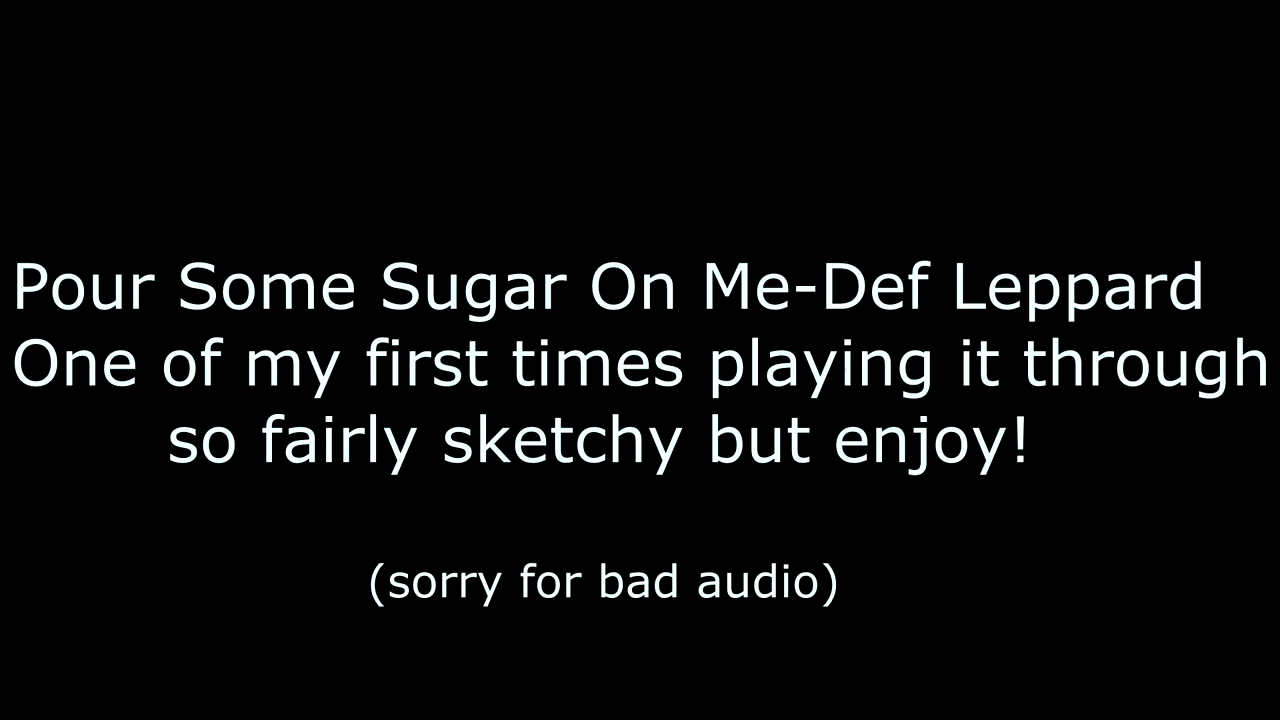 Pour Some Sugar On Me-Def Leppard
One of my first times playing it through
so fairly sketchy but enjoy!
(sorry for bad audio)